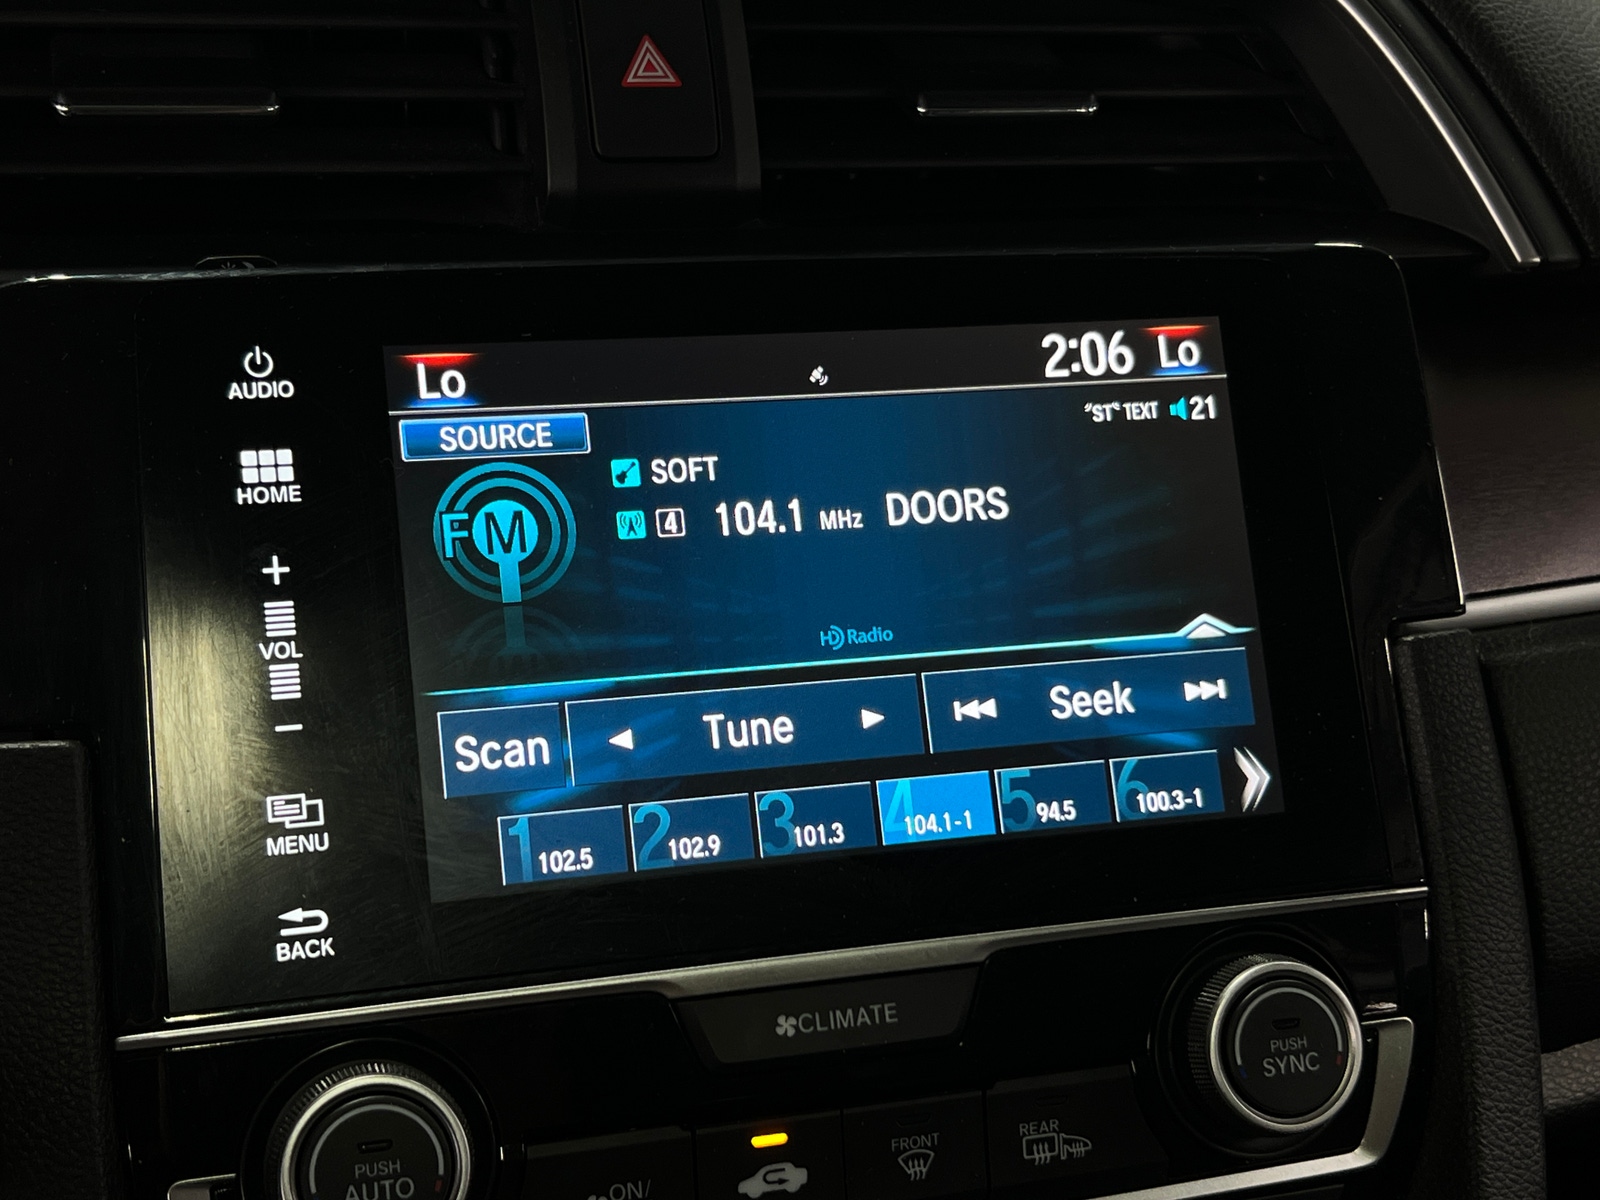 AUDIO
HOME
+
VOL
−
MENU
BACK
Lo
2:06 Lo
"ST" TEXT 21
SOURCE
FM
SOFT
4 104.1 MHz DOORS
HD Radio
Scan
Tune
Seek
1 102.5
2 102.9
3 101.3
4 104.1-1
5 94.5
6 100.3-1
CLIMATE
PUSH
AUTO
ON/
FRONT
REAR
PUSH
SYNC